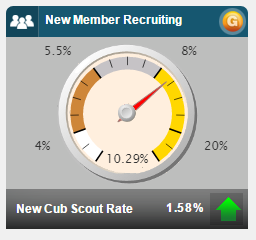 New Member Recruiting
G
5.5%
8%
4%
20%
10.29%
New Cub Scout Rate
1.58%